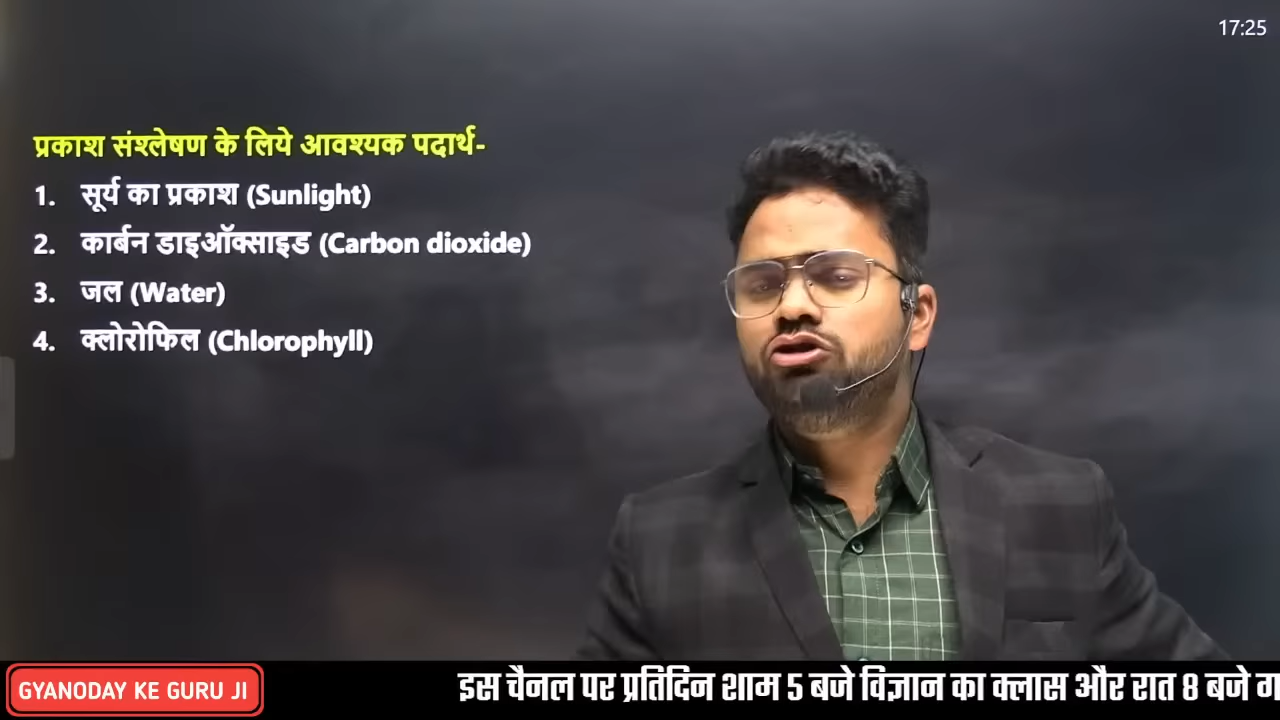 17:25
प्रकाश संश्लेषण के लिये आवश्यक पदार्थ-
1. सूर्य का प्रकाश (Sunlight)
2. कार्बन डाइऑक्साइड (Carbon dioxide)
3. जल (Water)
4. क्लोरोफिल (Chlorophyll)
GYANODAY KE GURU JI
इस चैनल पर प्रतिदिन शाम 5 बजे विज्ञान का क्लास और रात 8 बजे